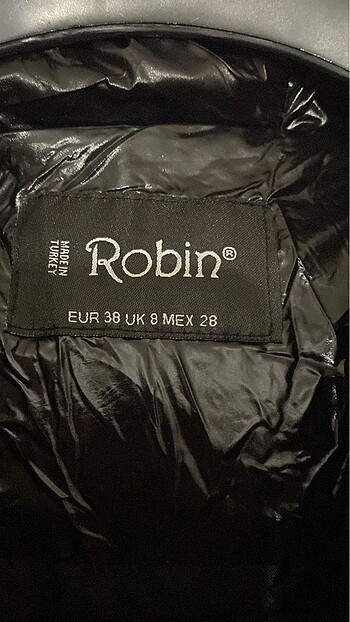 MADE IN
TURKEY
Robin®
EUR 38 UK 8 MEX 28